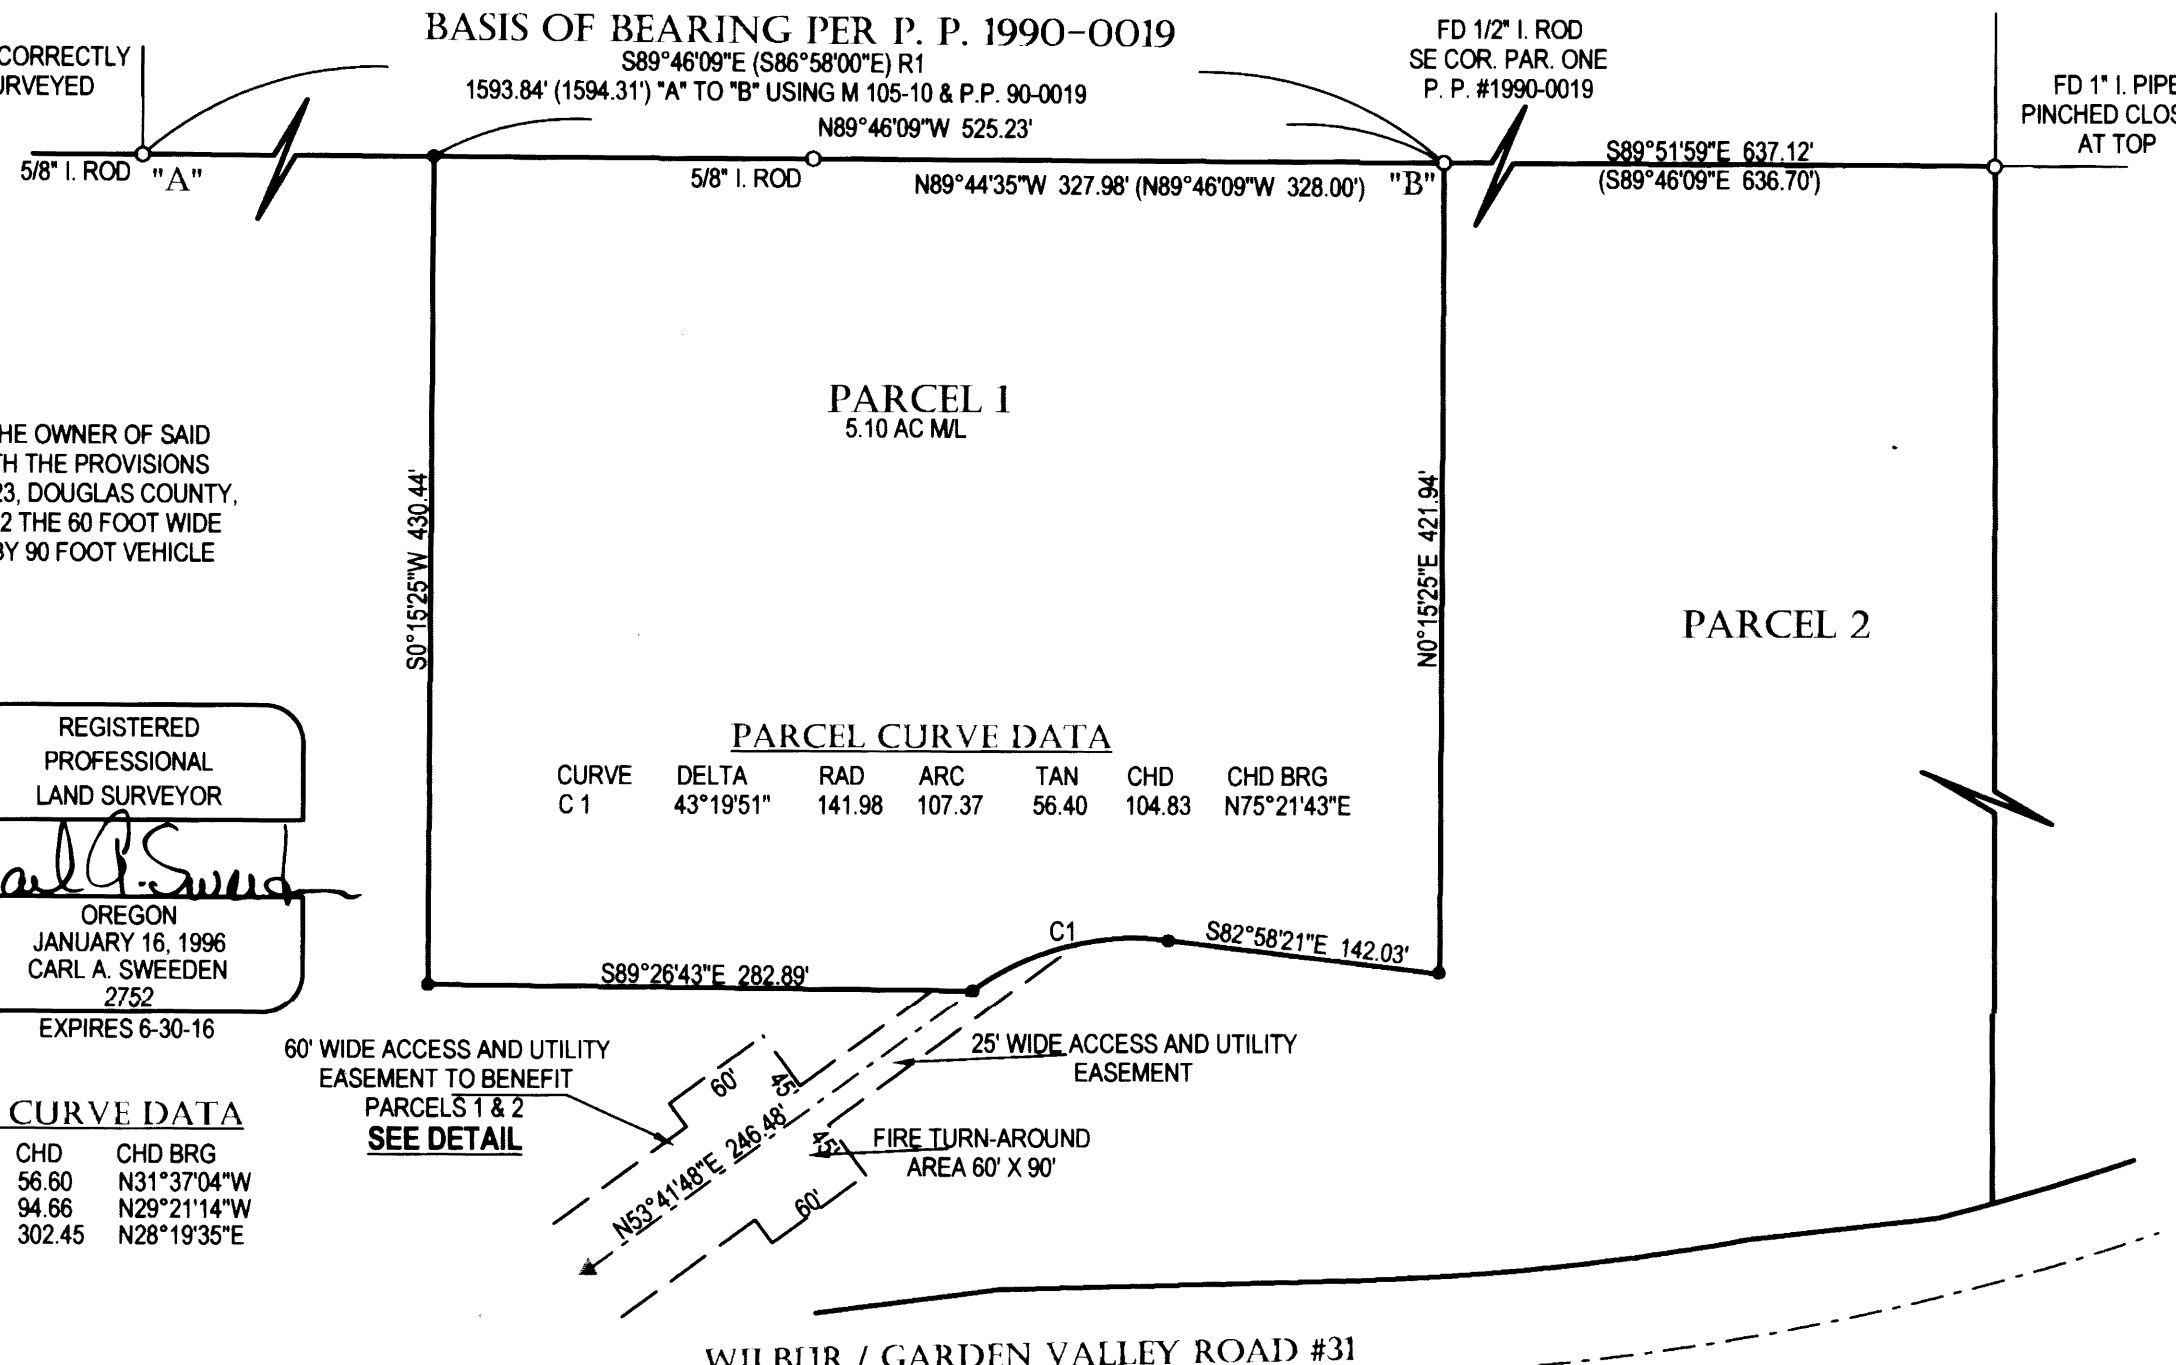 BASIS OF BEARING PER P. P. 1990-0019
S89°46'09"E (S86°58'00"E) R1
1593.84' (1594.31') "A" TO "B" USING M 105-10 & P.P. 90-0019
N89°46'09"W 525.23'
CORRECTLY
URVEYED
5/8" I. ROD "A"
5/8" I. ROD
N89°44'35"W 327.98' (N89°46'09"W 328.00') "B"
FD 1/2" I. ROD
SE COR. PAR. ONE
P. P. #1990-0019
S89°51'59"E 637.12'
(S89°46'09"E 636.70')
FD 1" I. PIPE
PINCHED CLOS
AT TOP
PARCEL 1
5.10 AC M/L
HE OWNER OF SAID
TH THE PROVISIONS
23, DOUGLAS COUNTY,
2 THE 60 FOOT WIDE
BY 90 FOOT VEHICLE
S0°15'25"W 430.44'
N0°15'25"E 421.94'
PARCEL 2
REGISTERED
PROFESSIONAL
LAND SURVEYOR
OREGON
JANUARY 16, 1996
CARL A. SWEEDEN
2752
EXPIRES 6-30-16
PARCEL CURVE DATA
CURVE DELTA RAD ARC TAN CHD CHD BRG
C 1 43°19'51" 141.98 107.37 56.40 104.83 N75°21'43"E
C1
S82°58'21"E 142.03'
S89°26'43"E 282.89'
60' WIDE ACCESS AND UTILITY
EASEMENT TO BENEFIT
PARCELS 1 & 2
SEE DETAIL
25' WIDE ACCESS AND UTILITY
EASEMENT
60'
45'
N53°41'48"E 246.48'
45'
60'
FIRE TURN-AROUND
AREA 60' X 90'
CURVE DATA
CHD CHD BRG
56.60 N31°37'04"W
94.66 N29°21'14"W
302.45 N28°19'35"E
WILBUR / GARDEN VALLEY ROAD #31